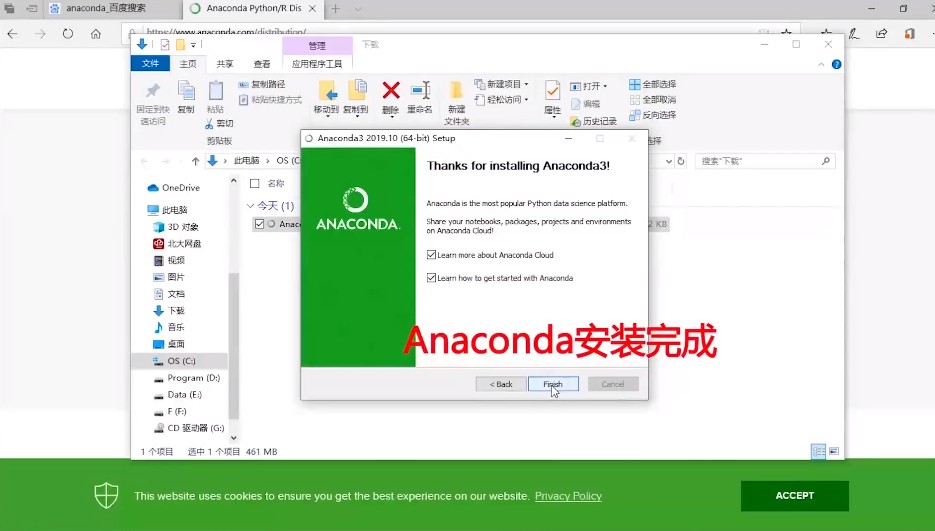 anaconda_百度搜索
Anaconda Python/R Dis
https://www.anaconda.com/distribution/
管理
下载
文件
主页
共享
查看
应用程序工具
固定到快速访问
复制
粘贴
复制路径
粘贴快捷方式
剪切
剪贴板
移动到
复制到
删除
重命名
新建文件夹
新建项目
轻松访问
属性
打开
编辑
历史记录
全部选择
全部取消
反向选择
此电脑
OS (C:
搜索"下载"
OneDrive
此电脑
3D 对象
北大网盘
视频
图片
文档
下载
音乐
桌面
OS (C:)
Program (D:)
Data (E:)
F (F:)
CD 驱动器 (G:)
名称
今天 (1)
Anac
2 KB
Anaconda3 2019.10 (64-bit) Setup
ANACONDA.
Thanks for installing Anaconda3!
Anaconda is the most popular Python data science platform.
Share your notebooks, packages, projects and environments
on Anaconda Cloud!
Learn more about Anaconda Cloud
Learn how to get started with Anaconda
Anaconda安装完成
< Back
Finish
Cancel
1 个项目
选中 1 个项目 461 MB
This website uses cookies to ensure you get the best experience on our website. Privacy Policy
ACCEPT